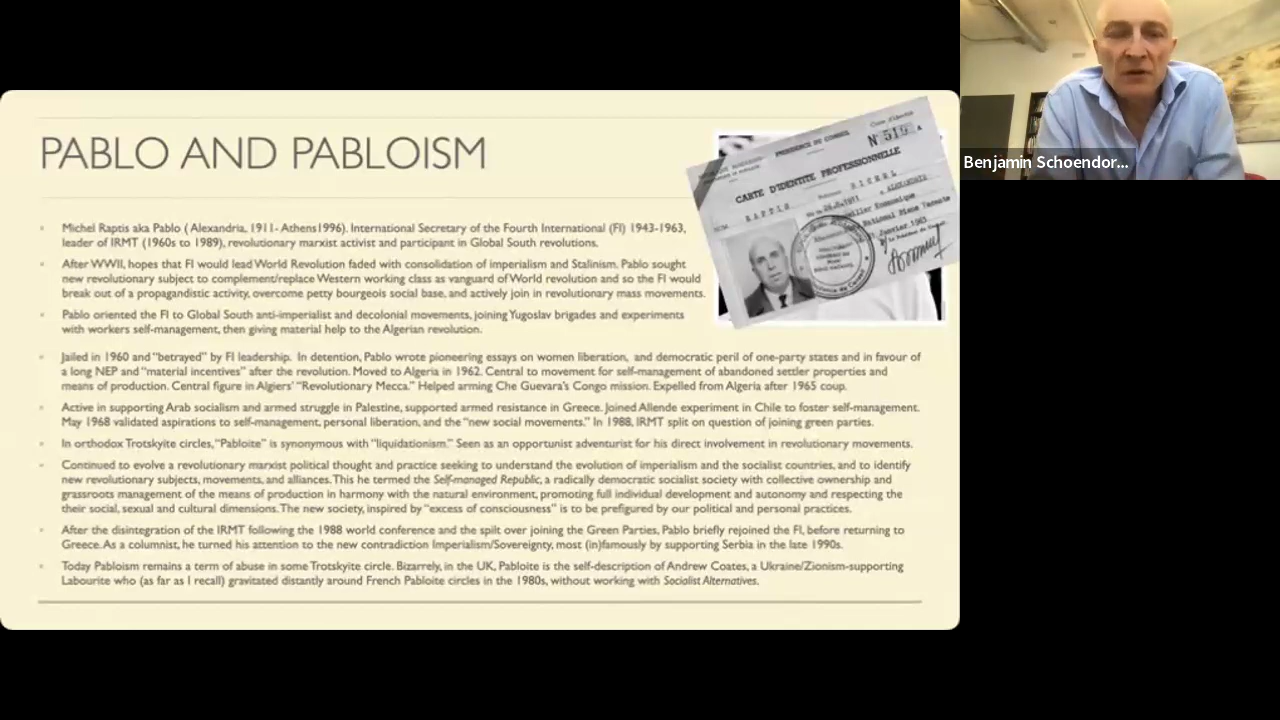 PABLO AND PABLOISM
Michel Raptis aka Pablo ( Alexandria, 1911- Athens1996). International Secretary of the Fourth International (FI) 1943-1963,
leader of IRMT (1960s to 1989), revolutionary marxist activist and participant in Global South revolutions.
After WWII, hopes that FI would lead World Revolution faded with consolidation of imperialism and Stalinism. Pablo sought
new revolutionary subject to complement/replace Western working class as vanguard of World revolution and so the FI would
break out of a propagandistic activity, overcome petty bourgeois social base, and actively join in revolutionary mass movements.
Pablo oriented the FI to Global South anti-imperialist and decolonial movements, joining Yugoslav brigades and experiments
with workers self-management, then giving material help to the Algerian revolution.
Jailed in 1960 and "betrayed" by FI leadership. In detention, Pablo wrote pioneering essays on women liberation, and democratic peril of one-party states and in favour of
a long NEP and "material incentives" after the revolution. Moved to Algeria in 1962. Central to movement for self-management of abandoned settler properties and
means of production. Central figure in Algiers' "Revolutionary Mecca." Helped arming Che Guevara's Congo mission. Expelled from Algeria after 1965 coup.
Active in supporting Arab socialism and armed struggle in Palestine, supported armed resistance in Greece. Joined Allende experiment in Chile to foster self-management.
May 1968 validated aspirations to self-management, personal liberation, and the "new social movements." In 1988, IRMT split on question of joining green parties.
In orthodox Trotskyite circles, "Pabloite" is synonymous with "liquidationism." Seen as an opportunist adventurist for his direct involvement in revolutionary movements.
Continued to evolve a revolutionary marxist political thought and practice seeking to understand the evolution of imperialism and the socialist countries, and to identify
new revolutionary subjects, movements, and alliances. This he termed the Self-managed Republic, a radically democratic socialist society with collective ownership and
grassroots management of the means of production in harmony with the natural environment, promoting full individual development and autonomy and respecting the
their social, sexual and cultural dimensions. The new society, inspired by "excess of consciousness" is to be prefigured by our political and personal practices.
After the disintegration of the IRMT following the 1988 world conference and the spilt over joining the Green Parties, Pablo briefly rejoined the FI, before returning to
Greece. As a columnist, he turned his attention to the new contradiction Imperialism/Sovereignty, most (in)famously by supporting Serbia in the late 1990s.
Today Pabloism remains a term of abuse in some Trotskyite circle. Bizarrely, in the UK, Pabloite is the self-description of Andrew Coates, a Ukraine/Zionism-supporting
Labourite who (as far as I recall) gravitated distantly around French Pabloite circles in the 1980s, without working with Socialist Alternatives.
Carte d'Identité
PRESIDENCE DU CONSEIL
N° 519 A
CARTE D'IDENTITE PROFESSIONNELLE
RAPTIS
MICHEL
ALEXANDRIE
Benjamin Schoendor...